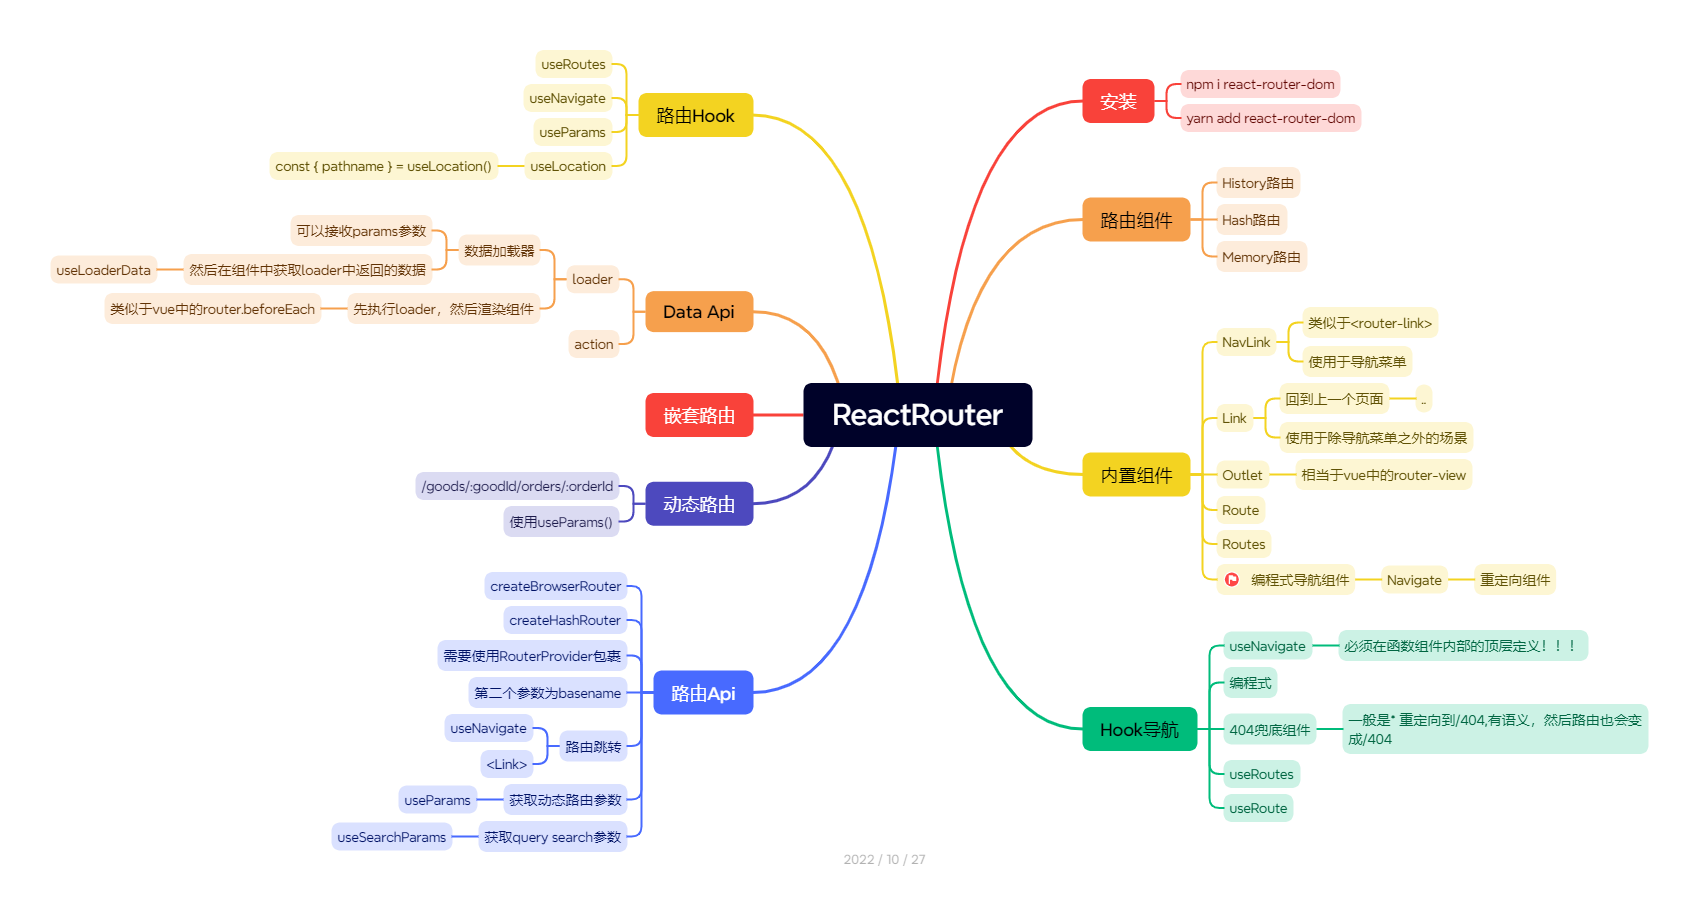 ReactRouter
安装
npm i react-router-dom
yarn add react-router-dom
路由组件
History路由
Hash路由
Memory路由
内置组件
NavLink
类似于<router-link>
使用于导航菜单
Link
回到上一个页面
..
使用于除导航菜单之外的场景
Outlet
相当于vue中的router-view
Route
Routes
编程式导航组件
Navigate
重定向组件
Hook导航
useNavigate
必须在函数组件内部的顶层定义！！！
编程式
404兜底组件
一般是* 重定向到/404,有语义，然后路由也会变
成/404
useRoutes
useRoute
路由Hook
useRoutes
useNavigate
useParams
useLocation
const { pathname } = useLocation()
Data Api
loader
数据加载器
可以接收params参数
然后在组件中获取loader中返回的数据
useLoaderData
先执行loader，然后渲染组件
类似于vue中的router.beforeEach
action
嵌套路由
动态路由
/goods/:goodId/orders/:orderId
使用useParams()
路由Api
createBrowserRouter
createHashRouter
需要使用RouterProvider包裹
第二个参数为basename
路由跳转
useNavigate
<Link>
获取动态路由参数
useParams
获取query search参数
useSearchParams
2022 / 10 / 27